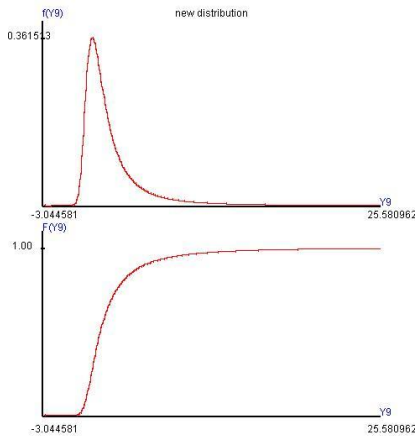 f(Y9)
new distribution
0.361513
Y9
-3.044581
25.580962
F(Y9)
1.00
Y9
-3.044581
25.580962